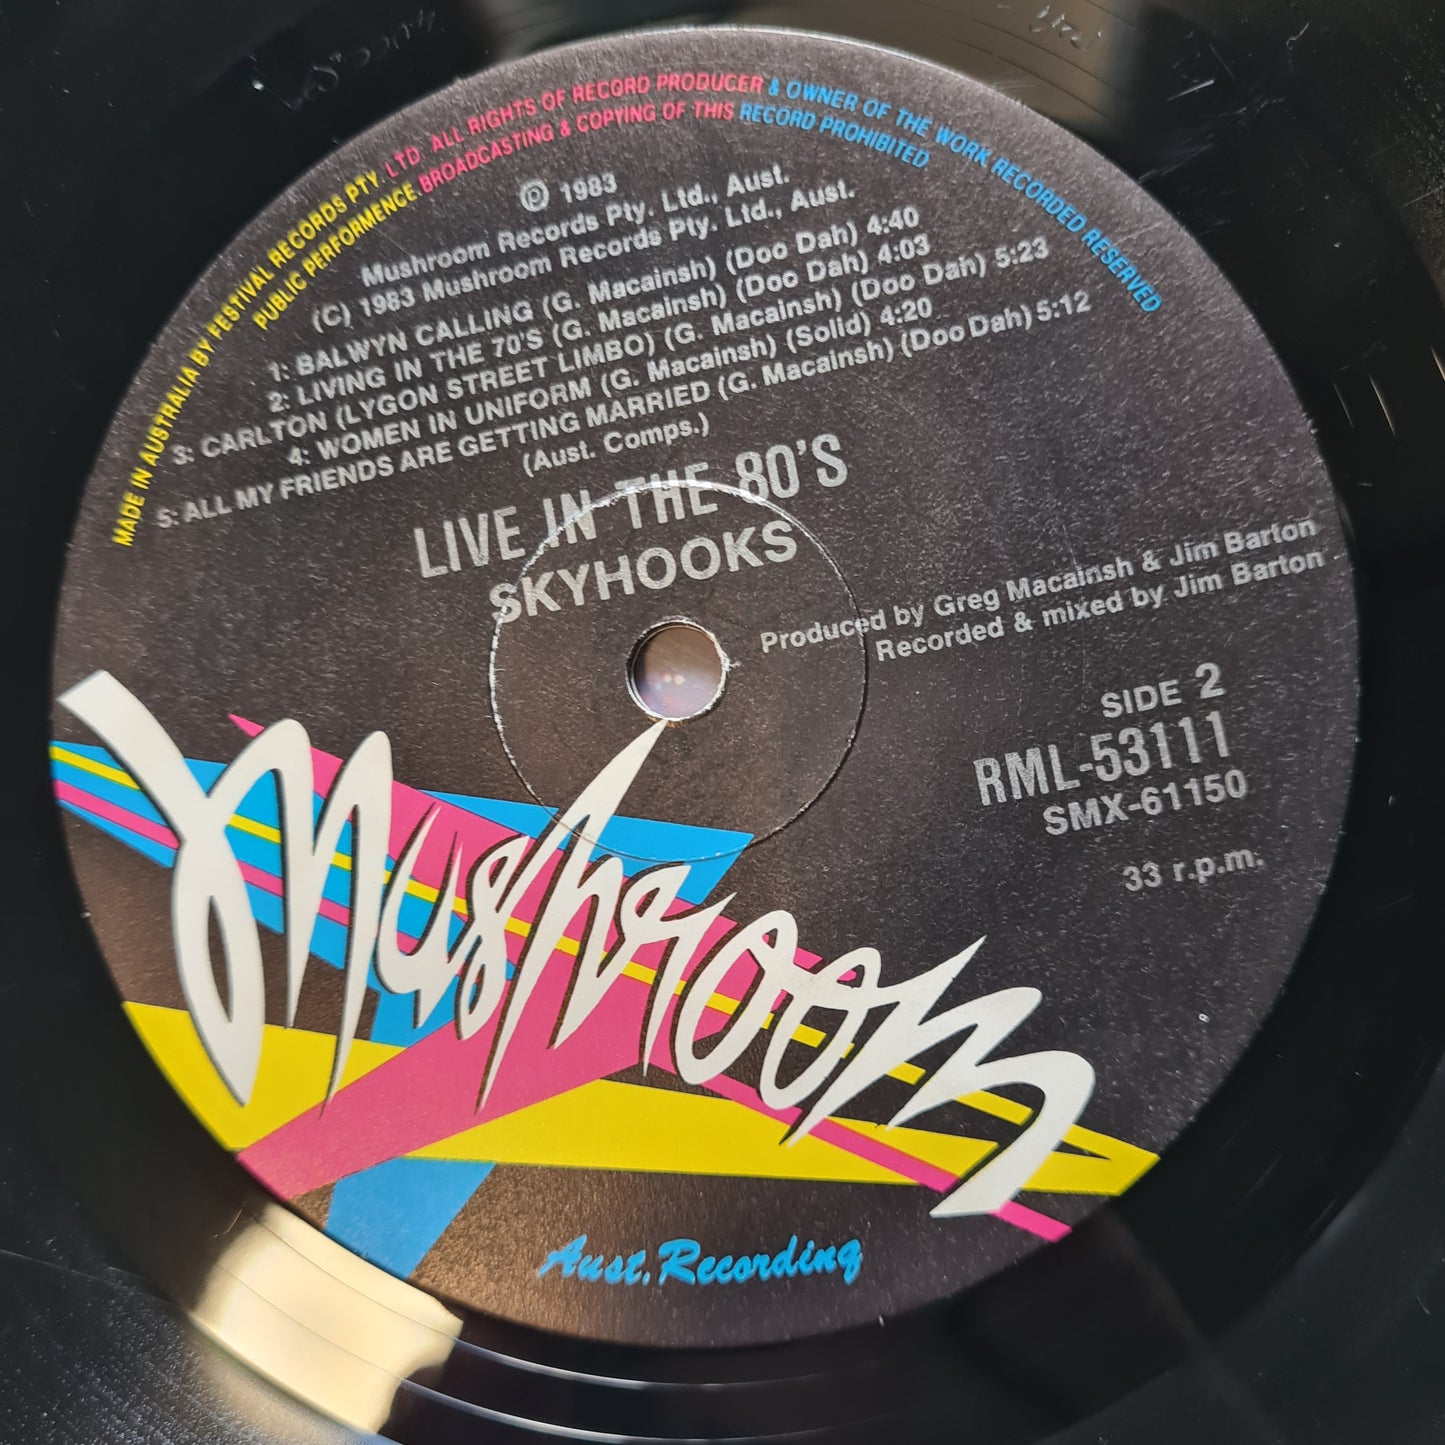 MADE IN AUSTRALIA BY FESTIVAL RECORDS PTY. LTD. ALL RIGHTS OF RECORD PRODUCER & OWNER OF THE WORK RECORDED RESERVED
PUBLIC PERFORMENCE, BROADCASTING & COPYING OF THIS RECORD PROHIBITED
Ⓟ 1983
Mushroom Records Pty. Ltd., Aust.
(C) 1983 Mushroom Records Pty. Ltd., Aust.
1: BALWYN CALLING (G. Macainsh) (Doo Dah) 4:40
2: LIVING IN THE 70'S (G. Macainsh) (Doo Dah) 4:03
3: CARLTON (LYGON STREET LIMBO) (G. Macainsh) (Doo Dah) 5:23
4: WOMEN IN UNIFORM (G. Macainsh) (Solid) 4:20
5: ALL MY FRIENDS ARE GETTING MARRIED (G. Macainsh) (Doo Dah) 5:12
(Aust. Comps.)
LIVE IN THE 80'S
SKYHOOKS
Produced by Greg Macainsh & Jim Barton
Recorded & mixed by Jim Barton
SIDE 2
RML-53111
SMX-61150
33 r.p.m.
Mushroom
Aust. Recording